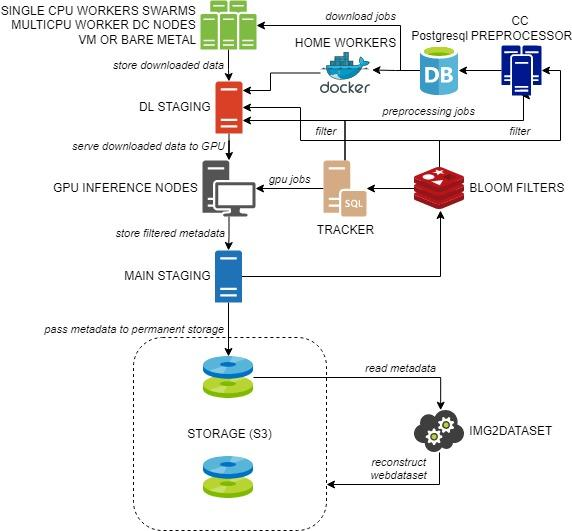 SINGLE CPU WORKERS SWARMS
MULTICPU WORKER DC NODES
VM OR BARE METAL
download jobs
CC
PREPROCESSOR
Postgresql
DB
HOME WORKERS
docker
store downloaded data
DL STAGING
preprocessing jobs
filter
filter
serve downloaded data to GPU
GPU INFERENCE NODES
gpu jobs
SQL
TRACKER
BLOOM FILTERS
store filtered metadata
MAIN STAGING
pass metadata to permanent storage
read metadata
STORAGE (S3)
IMG2DATASET
reconstruct
webdataset